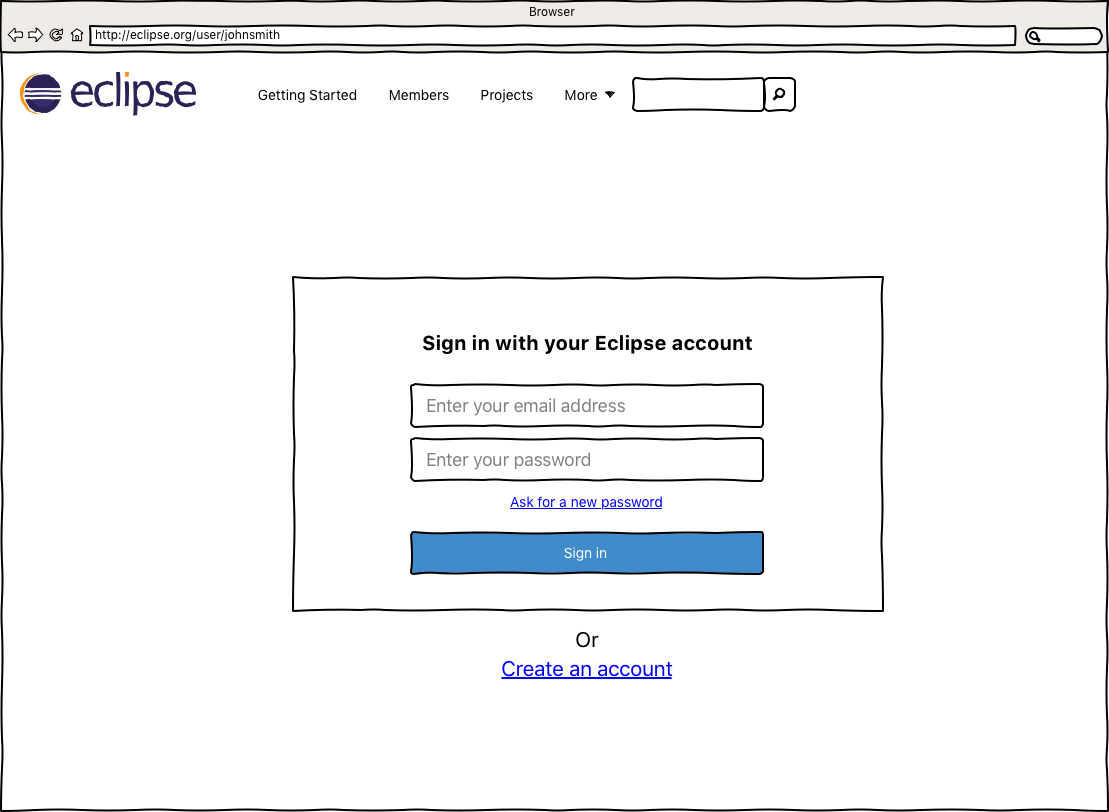 Browser
http://eclipse.org/user/johnsmith
eclipse
Getting Started Members Projects More
Sign in with your Eclipse account
Enter your email address
Enter your password
Ask for a new password
Sign in
Or
Create an account